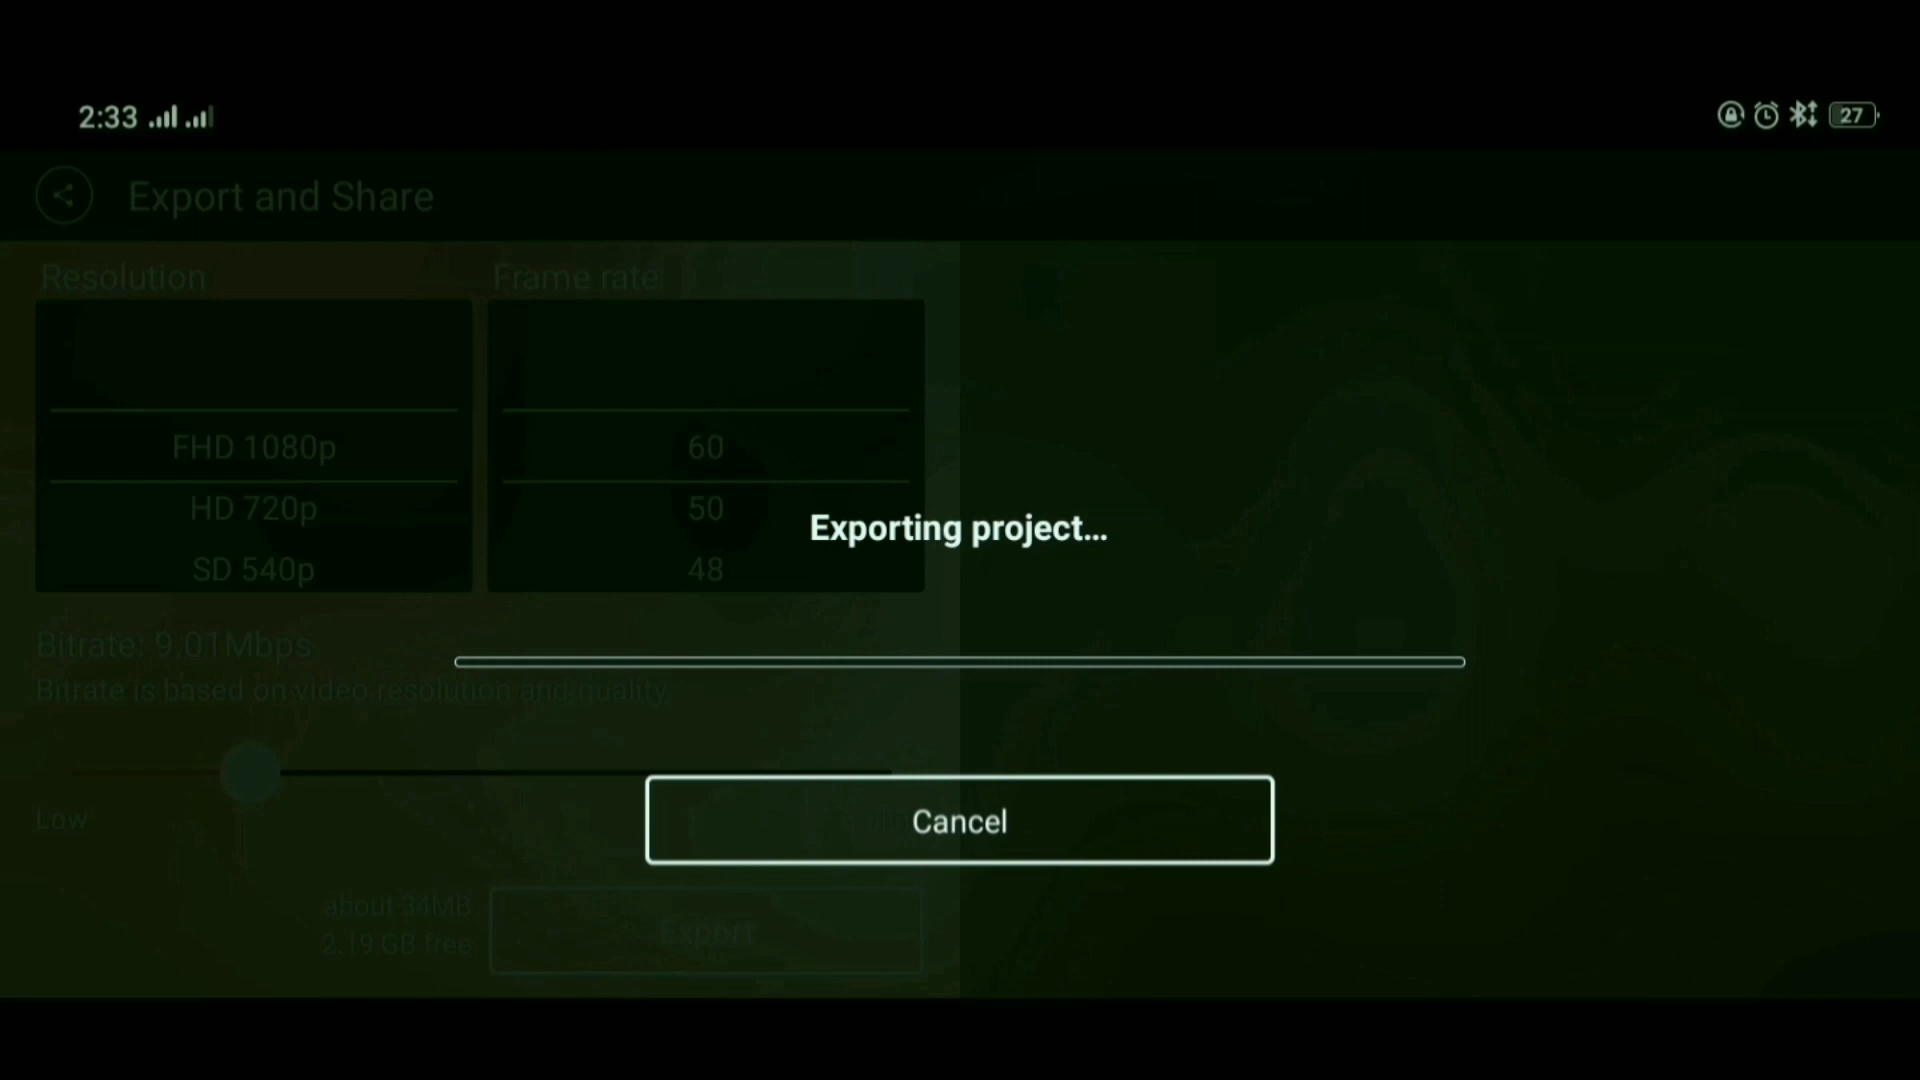 2:33
27
Export and Share
Resolution
Frame rate
FHD 1080p
60
HD 720p
50
SD 540p
48
Exporting project...
Bitrate: 9.01Mbps
Bitrate is based on video resolution and quality
Low
Cancel
about 34MB
2.19 GB free
Export